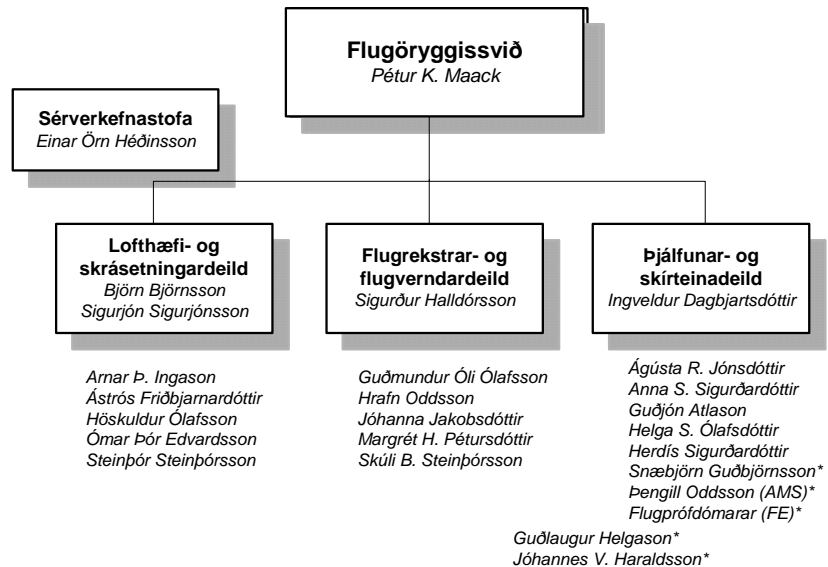 Flugöryggissvið
Pétur K. Maack
Sérverkefnastofa
Einar Örn Héðinsson
Lofthæfi- og
skrásetningardeild
Björn Björnsson
Sigurjón Sigurjónsson
Arnar Þ. Ingason
Ástrós Friðbjarnardóttir
Höskuldur Ólafsson
Ómar Þór Edvardsson
Steinþór Steinþórsson
Flugrekstrar- og
flugverndardeild
Sigurður Halldórsson
Guðmundur Óli Ólafsson
Hrafn Oddsson
Jóhanna Jakobsdóttir
Margrét H. Pétursdóttir
Skúli B. Steinþórsson
Þjálfunar- og
skírteinadeild
Ingveldur Dagbjartsdóttir
Ágústa R. Jónsdóttir
Anna S. Sigurðardóttir
Guðjón Atlason
Helga S. Ólafsdóttir
Herdís Sigurðardóttir
Snæbjörn Guðbjörnsson*
Þengill Oddsson (AMS)*
Flugprófdómarar (FE)*
Guðlaugur Helgason*
Jóhannes V. Haraldsson*